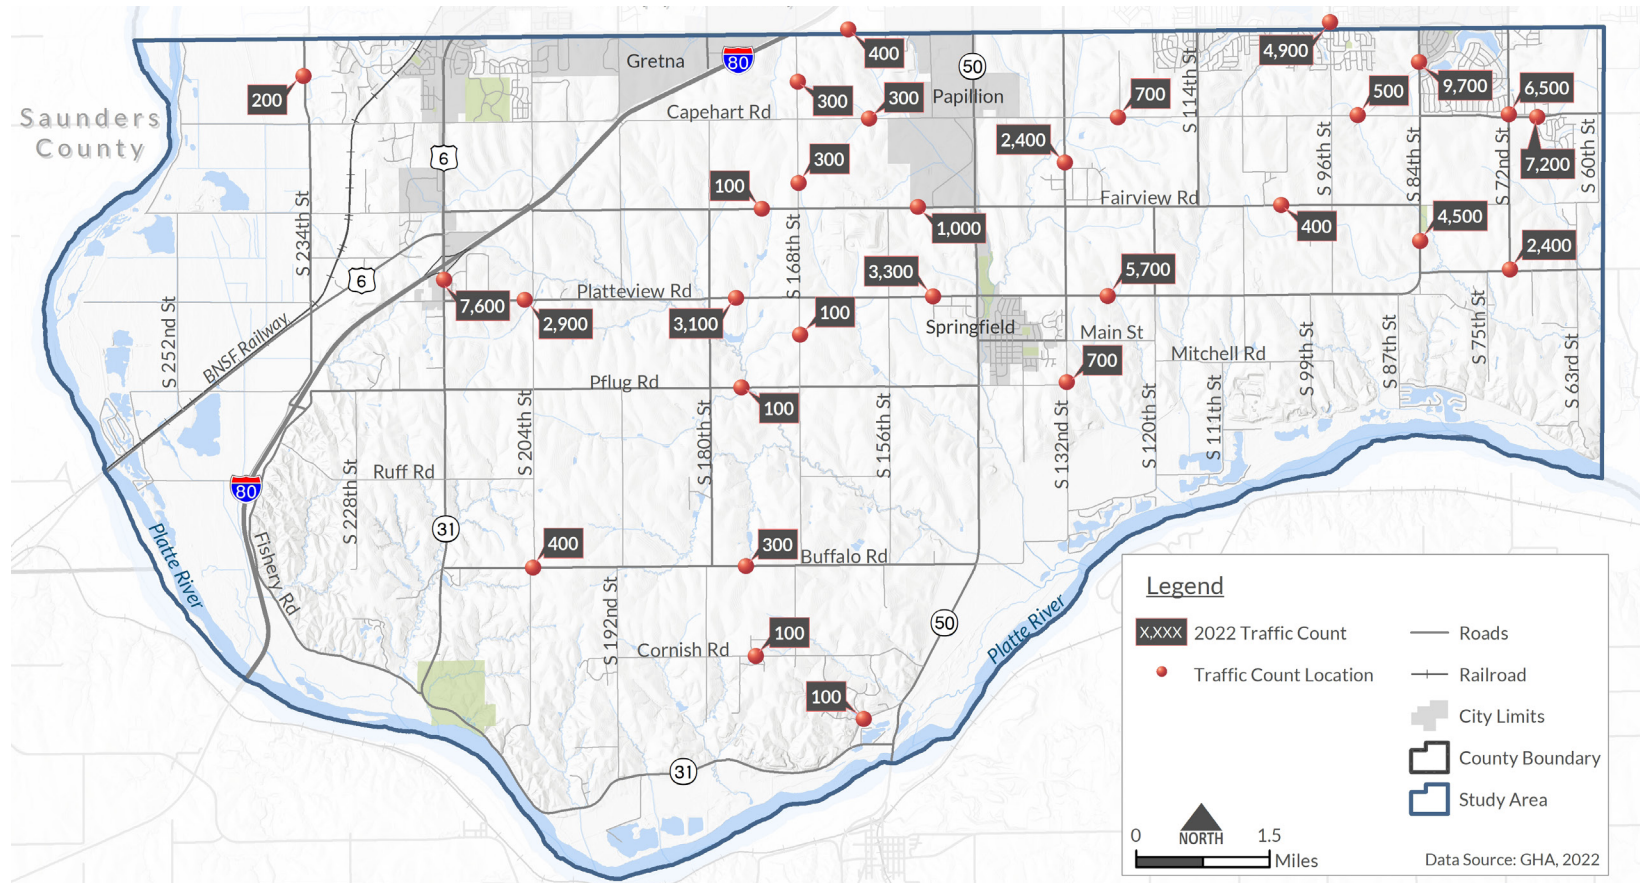 4,900
400
50
80
Gretna
9,700
6,500
200
300
300
Papillion
700
500
Capehart Rd
S 114th St
Saunders
County
2,400
7,200
6
300
S 96th St
S 84th St
S 72nd St
S 60th St
100
Fairview Rd
S 234th St
1,000
400
4,500
2,400
S 168th St
6
3,300
5,700
Platteview Rd
7,600
2,900
3,100
100
Springfield
Main St
S 252nd St
BNSF Railway
Mitchell Rd
S 99th St
S 87th St
S 75th St
S 63rd St
700
Pflug Rd
100
S 204th St
S 180th St
S 156th St
S 132nd St
S 120th St
S 111th St
Ruff Rd
S 228th St
80
31
Platte River
Fishery Rd
400
300
Buffalo Rd
S 192nd St
50
Platte River
100
Cornish Rd
100
31
Legend
X,XXX 2022 Traffic Count
Traffic Count Location
Roads
Railroad
City Limits
County Boundary
Study Area
0 1.5
NORTH
Miles
Data Source: GHA, 2022